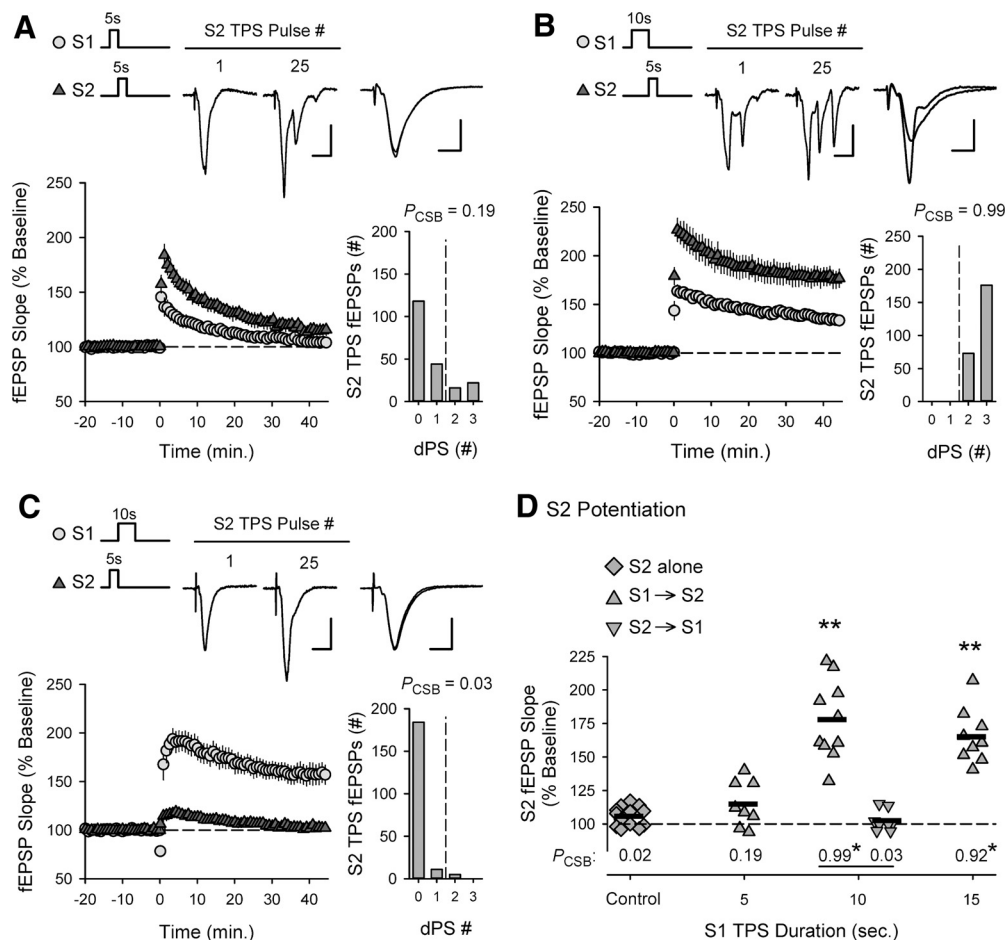 A
5s
S1
S2 TPS Pulse #
5s
S2
1 25
250
200
150
100
50
fEPSP Slope (% Baseline)
-20 -10 0 10 20 30 40
Time (min.)
PCSB = 0.19
200
150
100
50
0
S2 TPS fEPSPs (#)
0 1 2 3
dPS (#)
B
10s
S1
S2 TPS Pulse #
5s
S2
1 25
250
200
150
100
50
fEPSP Slope (% Baseline)
-20 -10 0 10 20 30 40
Time (min.)
PCSB = 0.99
250
200
150
100
50
0
S2 TPS fEPSPs (#)
0 1 2 3
dPS (#)
C
10s
S1
S2 TPS Pulse #
5s
S2
1 25
250
200
150
100
50
fEPSP Slope (% Baseline)
-20 -10 0 10 20 30 40
Time (min.)
PCSB = 0.03
200
150
100
50
0
S2 TPS fEPSPs (#)
0 1 2 3
dPS #
D S2 Potentiation
S2 alone
S1→S2
S2→S1
** **
225
200
175
150
125
100
S2 fEPSP Slope
(% Baseline)
PCSB: 0.02 0.19 0.99* 0.03 0.92*
Control 5 10 15
S1 TPS Duration (sec.)